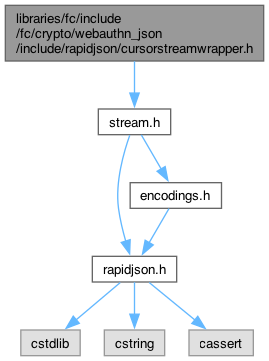 libraries/fc/include
/fc/crypto/webauthn_json
/include/rapidjson/cursorstreamwrapper.h
stream.h
encodings.h
rapidjson.h
cstdlib
cstring
cassert